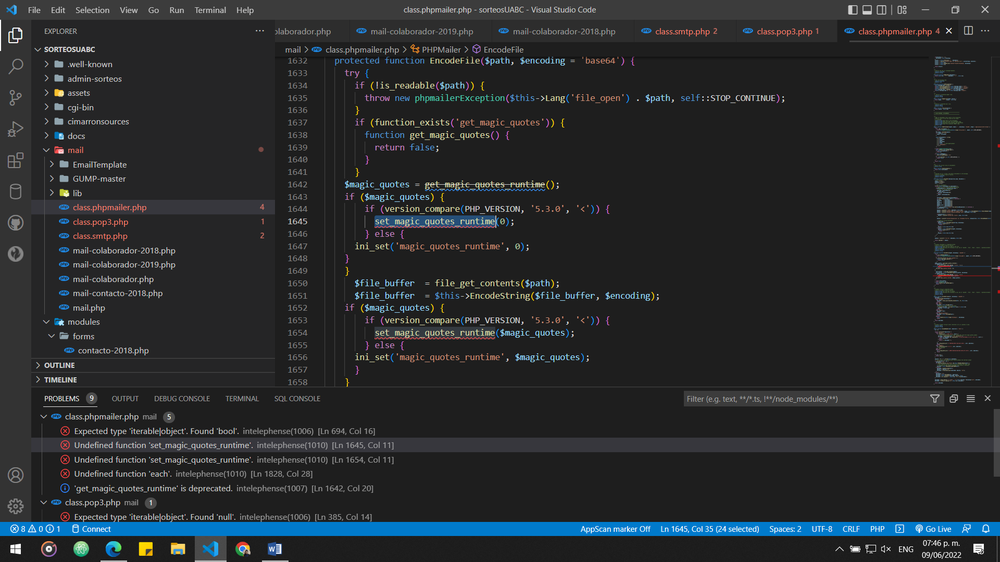 File Edit Selection View Go Run Terminal Help
class.phpmailer.php - sorteosUABC - Visual Studio Code
EXPLORER
olaborador.php
mail-colaborador-2019.php
mail-colaborador-2018.php
class.smtp.php 2
class.pop3.php 1
class.phpmailer.php 4
mail > class.phpmailer.php > PHPMailer > EncodeFile
SORTEOSUABC
.well-known
admin-sorteos
assets
cgi-bin
cimarronsources
docs
mail
EmailTemplate
GUMP-master
lib
class.phpmailer.php 4
class.pop3.php 1
class.smtp.php 2
mail-colaborador-2018.php
mail-colaborador-2019.php
mail-colaborador.php
mail-contacto-2018.php
mail.php
modules
forms
contacto-2018.php
OUTLINE
TIMELINE
1632 protected function EncodeFile($path, $encoding = 'base64') {
1633 try {
1634 if (!is_readable($path)) {
1635 throw new phpmailerException($this->Lang('file_open') . $path, self::STOP_CONTINUE);
1636 }
1637 if (function_exists('get_magic_quotes')) {
1638 function get_magic_quotes() {
1639 return false;
1640 }
1641 }
1642 $magic_quotes = get_magic_quotes_runtime();
1643 if ($magic_quotes) {
1644 if (version_compare(PHP_VERSION, '5.3.0', '<')) {
1645 set_magic_quotes_runtime(0);
1646 } else {
1647 ini_set('magic_quotes_runtime', 0);
1648 }
1649 }
1650 $file_buffer  = file_get_contents($path);
1651 $file_buffer  = $this->EncodeString($file_buffer, $encoding);
1652 if ($magic_quotes) {
1653 if (version_compare(PHP_VERSION, '5.3.0', '<')) {
1654 set_magic_quotes_runtime($magic_quotes);
1655 } else {
1656 ini_set('magic_quotes_runtime', $magic_quotes);
1657 }
1658 }
PROBLEMS 9 OUTPUT DEBUG CONSOLE TERMINAL SQL CONSOLE
Filter (e.g. text, **/*.ts, !**/node_modules/**)
class.phpmailer.php mail 5
Expected type 'iterable|object'. Found 'bool'. intelephense(1006) [Ln 694, Col 16]
Undefined function 'set_magic_quotes_runtime'. intelephense(1010) [Ln 1645, Col 11]
Undefined function 'set_magic_quotes_runtime'. intelephense(1010) [Ln 1654, Col 11]
Undefined function 'each'. intelephense(1010) [Ln 1828, Col 28]
'get_magic_quotes_runtime' is deprecated. intelephense(1007) [Ln 1642, Col 20]
class.pop3.php mail 1
Expected type 'iterable|object'. Found 'null'. intelephense(1006) [Ln 385, Col 14]
8 0 1 Connect
AppScan marker Off Ln 1645, Col 35 (24 selected) Spaces: 2 UTF-8 CRLF PHP Go Live
ENG
07:46 p. m.
09/06/2022